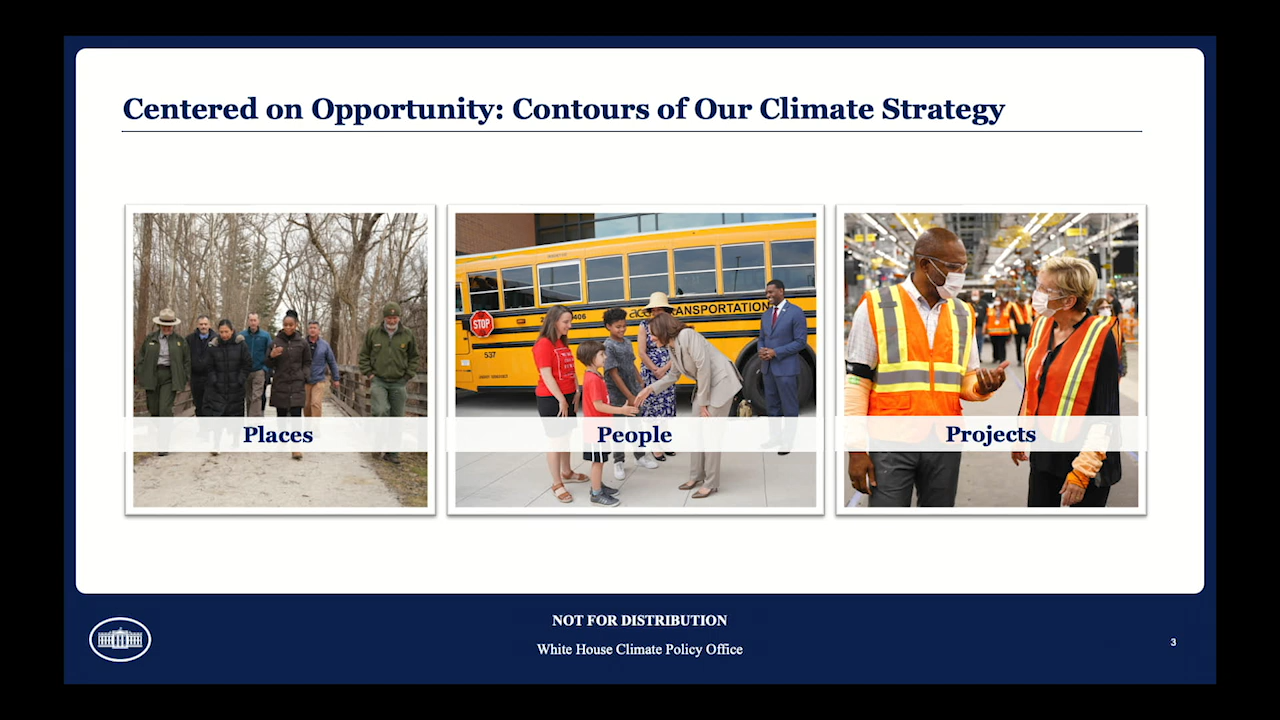 Centered on Opportunity: Contours of Our Climate Strategy
STOP
537
TRANSPORTATION
Places
People
Projects
NOT FOR DISTRIBUTION
White House Climate Policy Office
3